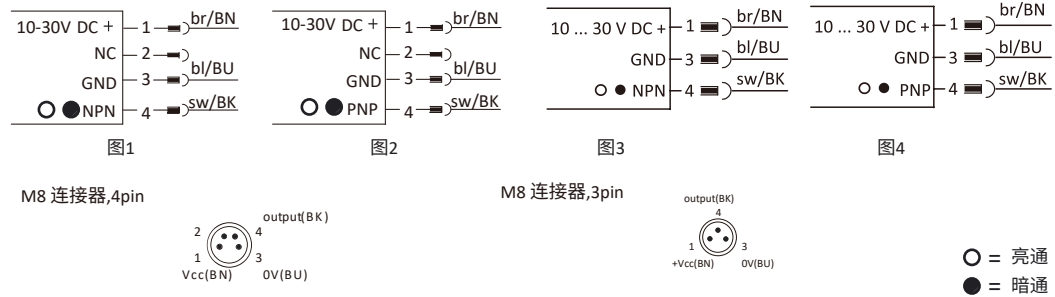 10-30V DC + 1 br/BN
NC 2
GND 3 bl/BU
NPN 4 sw/BK
图1
10-30V DC + 1 br/BN
NC 2
GND 3 bl/BU
PNP 4 sw/BK
图2
10 ... 30 V DC + 1 br/BN
GND 3 bl/BU
NPN 4 sw/BK
图3
10 ... 30 V DC + 1 br/BN
GND 3 bl/BU
PNP 4 sw/BK
图4
M8 连接器,4pin
output(BK)
2 4
1 3
Vcc(BN) 0V(BU)
M8 连接器,3pin
output(BK)
4
1 3
+Vcc(BN) 0V(BU)
= 亮通
= 暗通